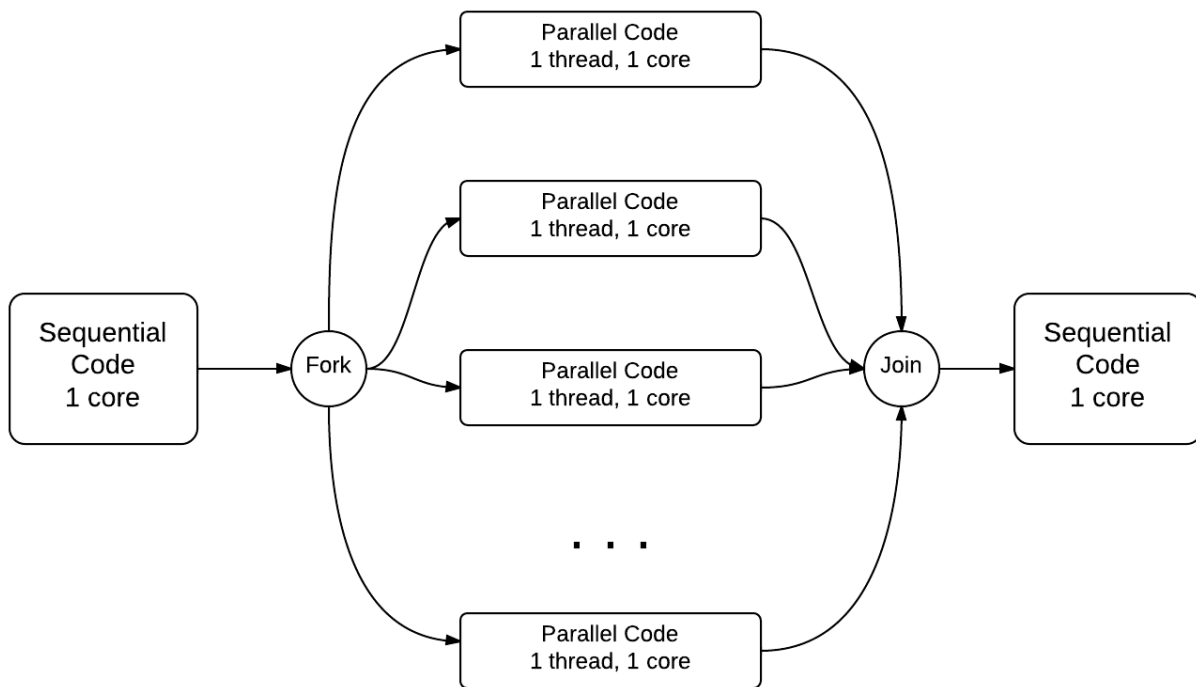 Sequential
Code
1 core
Fork
Parallel Code
1 thread, 1 core
Parallel Code
1 thread, 1 core
Parallel Code
1 thread, 1 core
. . .
Parallel Code
1 thread, 1 core
Join
Sequential
Code
1 core